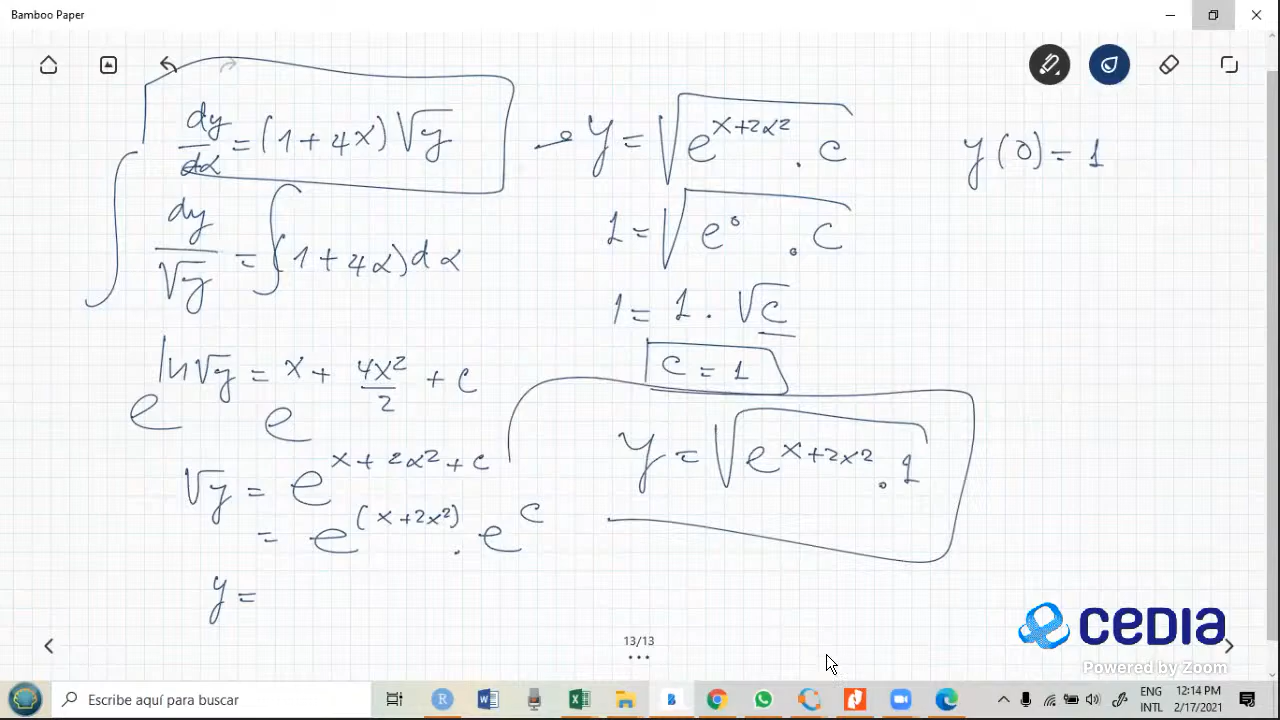 Bamboo Paper
dy/dx = (1+4x) √y
dy/√y = ∫(1+4x)dx
ln√y = x + 4x²/2 + c
e e
√y = e^(x+2x²+c)
= e^(x+2x²) . e^c
y =
y = √(e^(x+2x²) . c)
1 = √(e⁰ . c)
1 = 1 . √c
c = 1
y = √(e^(x+2x²) . 1)
y(0) = 1
13/13
cedia
Powered by Zoom
Escribe aquí para buscar
ENG
INTL
12:14 PM
2/17/2021